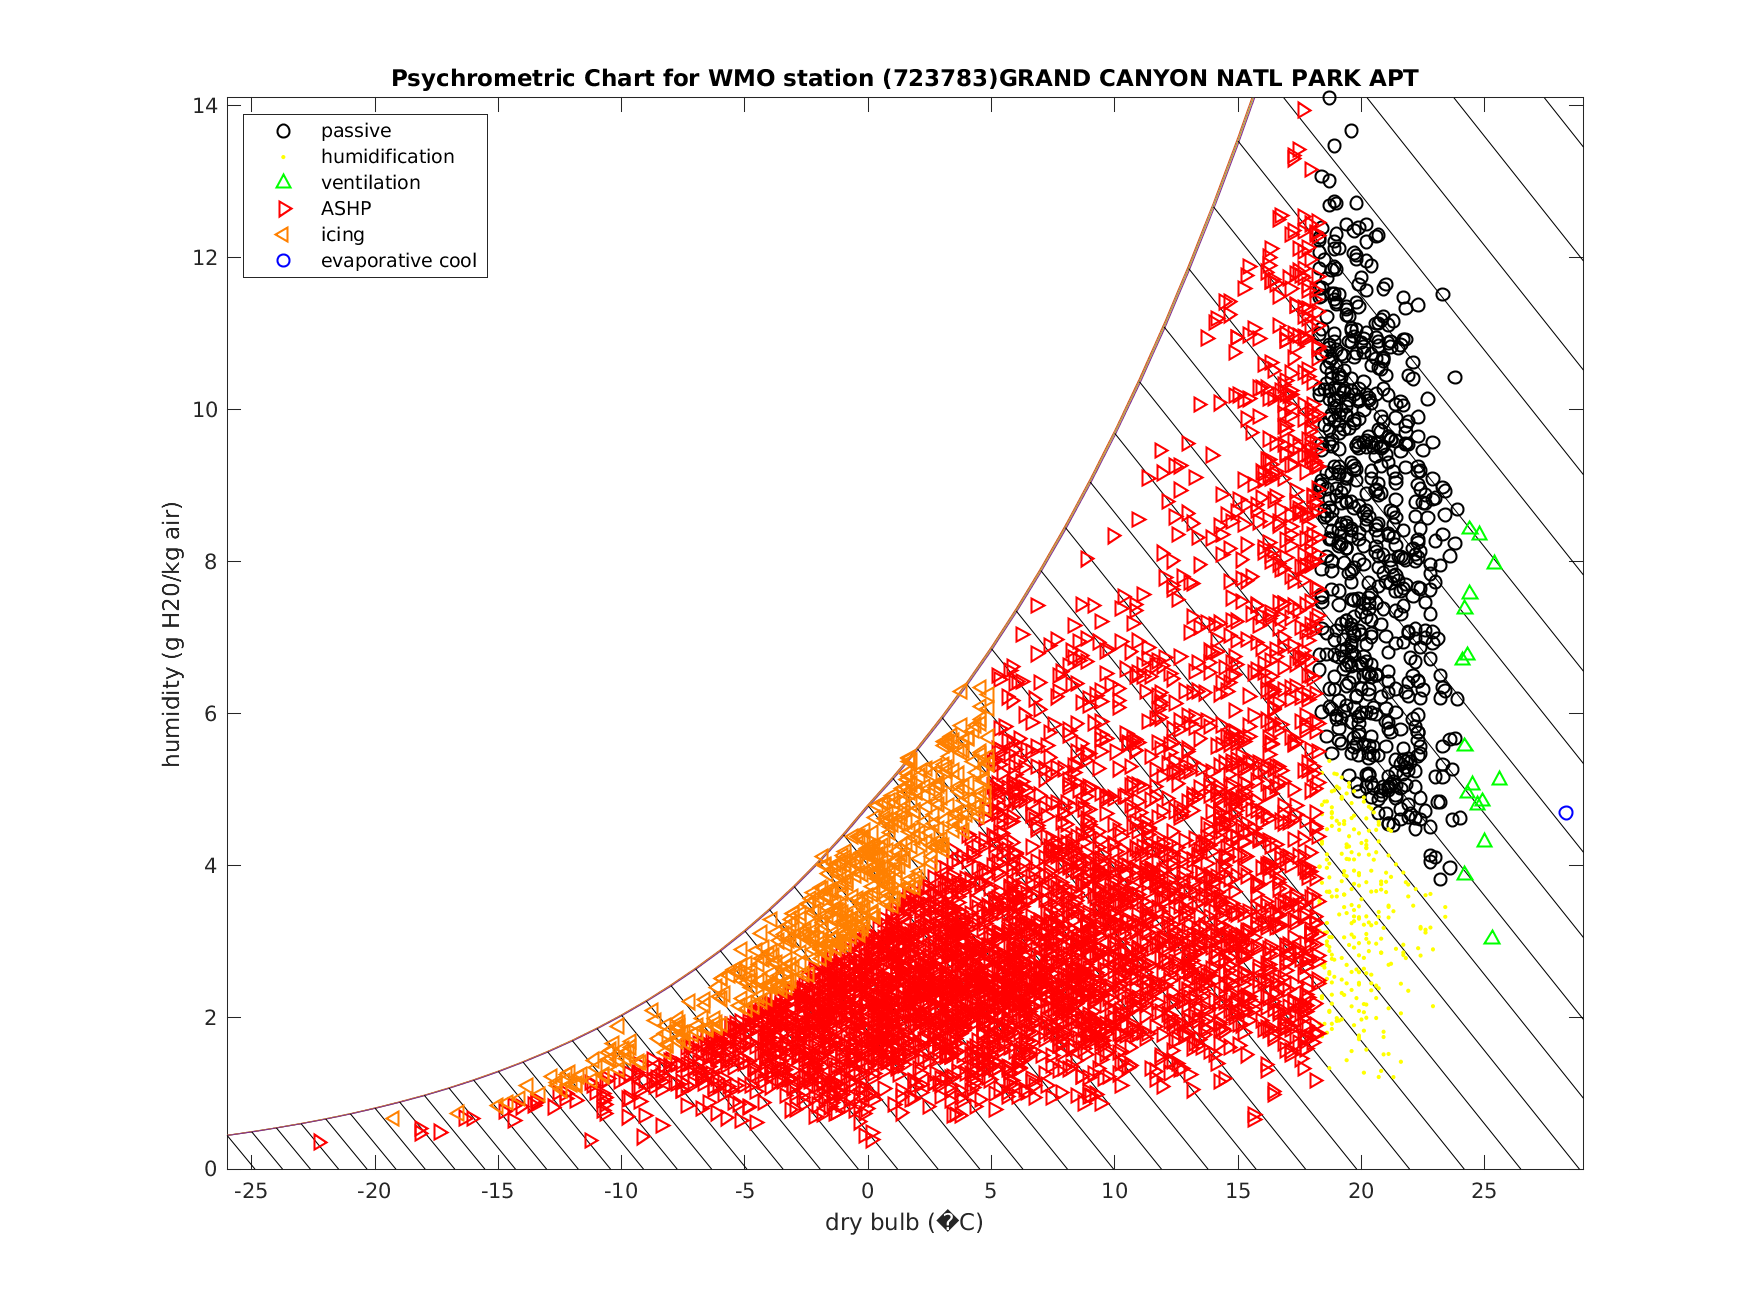 Psychrometric Chart for WMO station (723783)GRAND CANYON NATL PARK APT
14
12
10
8
6
4
2
0
humidity (g H20/kg air)
passive
humidification
ventilation
ASHP
icing
evaporative cool
-25 -20 -15 -10 -5 0 5 10 15 20 25
dry bulb (�C)